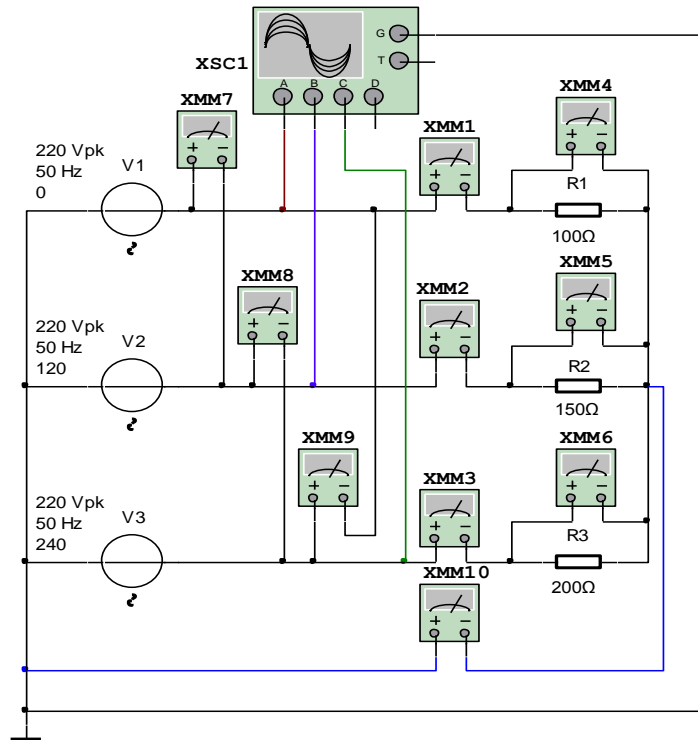 XSC1
G
T
A B C D
XMM7
+ −
XMM1
+ −
XMM4
+ −
220 Vpk
50 Hz
0
V1
R1
100Ω
XMM8
+ −
XMM2
+ −
XMM5
+ −
220 Vpk
50 Hz
120
V2
R2
150Ω
XMM9
+ −
XMM3
+ −
XMM6
+ −
220 Vpk
50 Hz
240
V3
R3
200Ω
XMM10
+ −